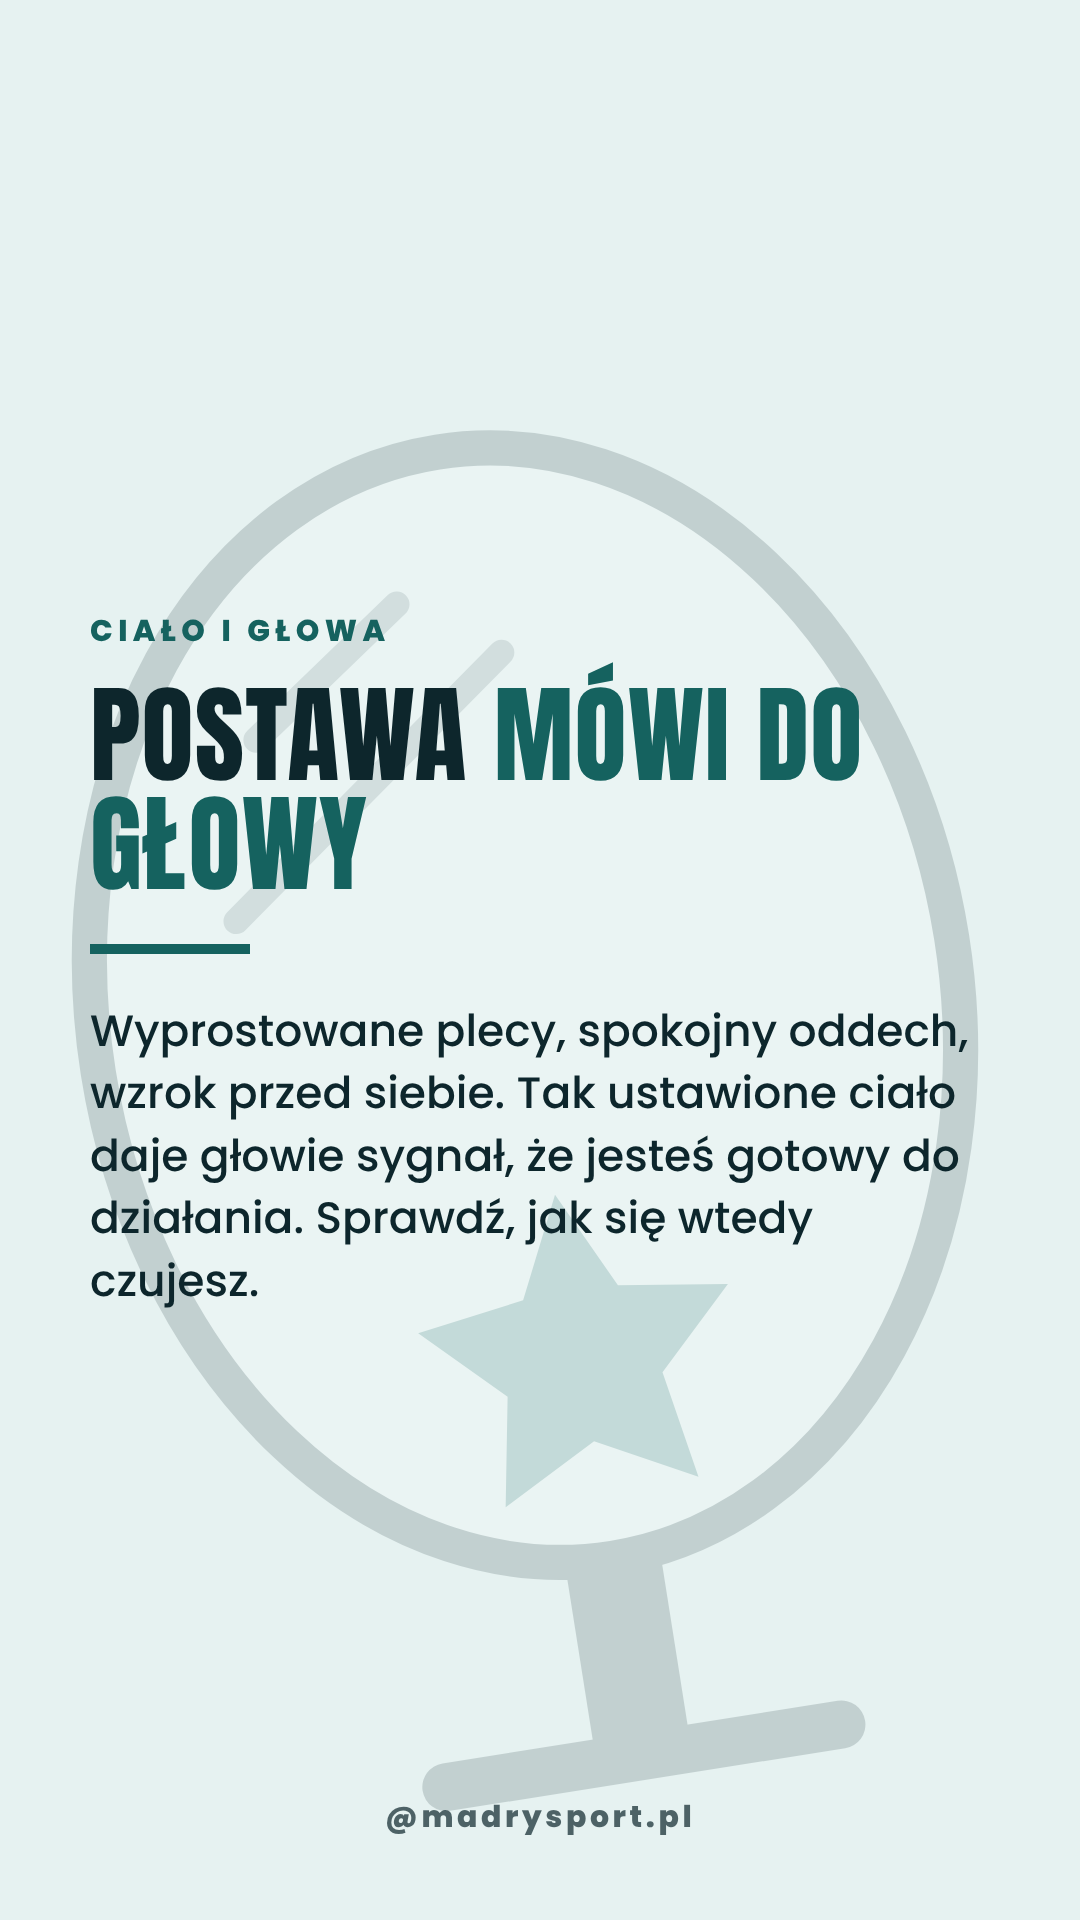 CIAŁO I GŁOWA
POSTAWA MÓWI DO
GŁOWY
Wyprostowane plecy, spokojny oddech,
wzrok przed siebie. Tak ustawione ciało
daje głowie sygnał, że jesteś gotowy do
działania. Sprawdź, jak się wtedy
czujesz.
@madrysport.pl